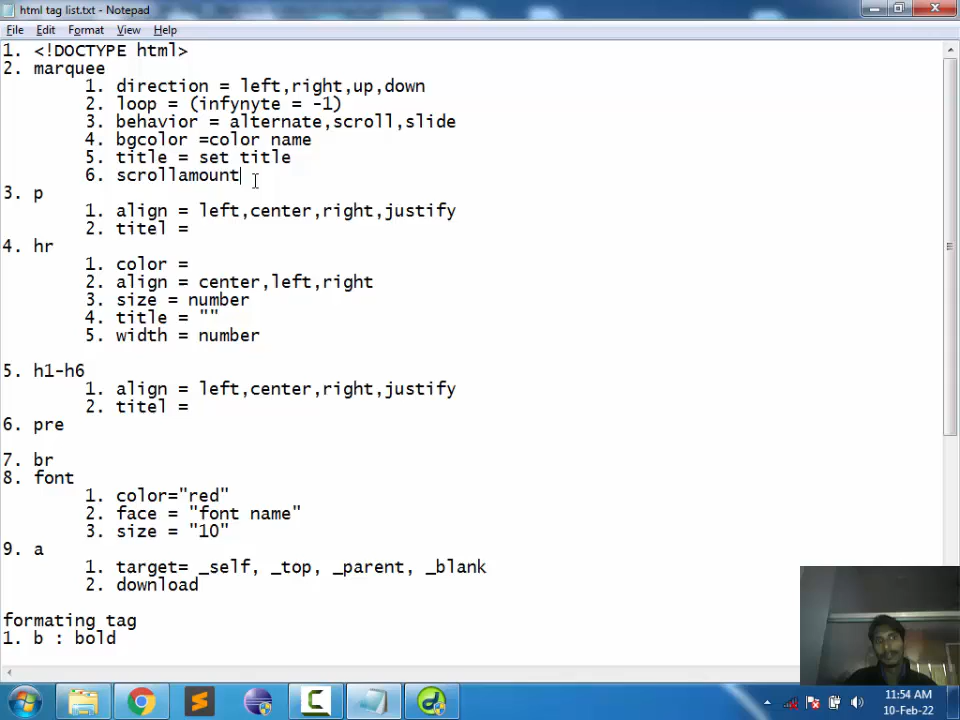 html tag list.txt - Notepad
File Edit Format View Help
1. <!DOCTYPE html>
2. marquee
1. direction = left,right,up,down
2. loop = (infynyte = -1)
3. behavior = alternate,scroll,slide
4. bgcolor =color name
5. title = set title
6. scrollamount
3. p
1. align = left,center,right,justify
2. titel =
4. hr
1. color =
2. align = center,left,right
3. size = number
4. title = ""
5. width = number
5. h1-h6
1. align = left,center,right,justify
2. titel =
6. pre
7. br
8. font
1. color="red"
2. face = "font name"
3. size = "10"
9. a
1. target= _self, _top, _parent, _blank
2. download
formating tag
1. b : bold
11:54 AM
10-Feb-22